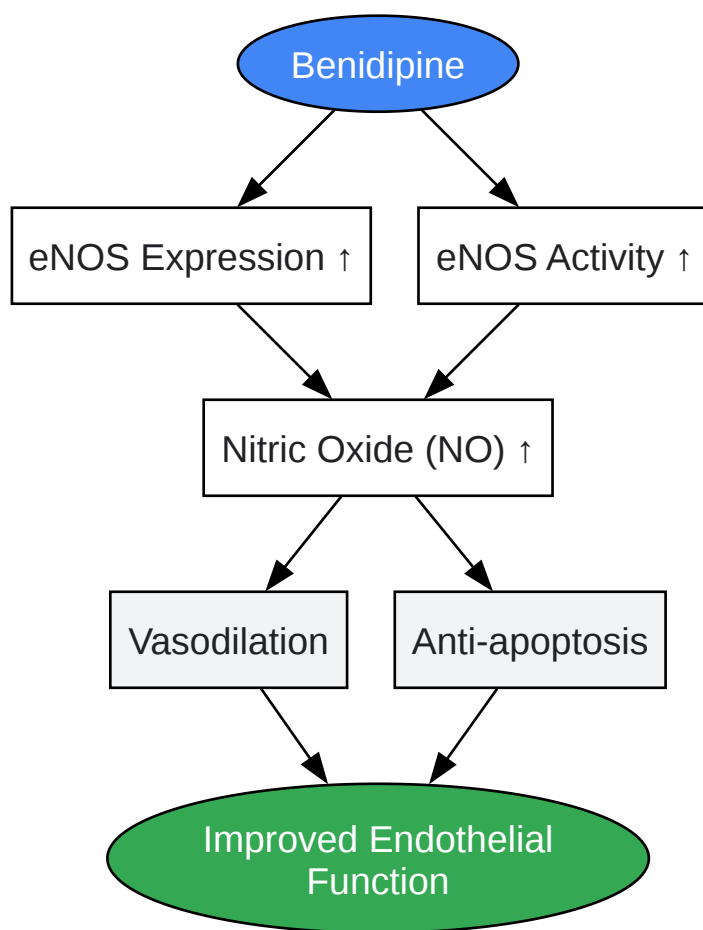 Benidipine
eNOS Expression ↑
eNOS Activity ↑
Nitric Oxide (NO) ↑
Vasodilation
Anti-apoptosis
Improved Endothelial
Function